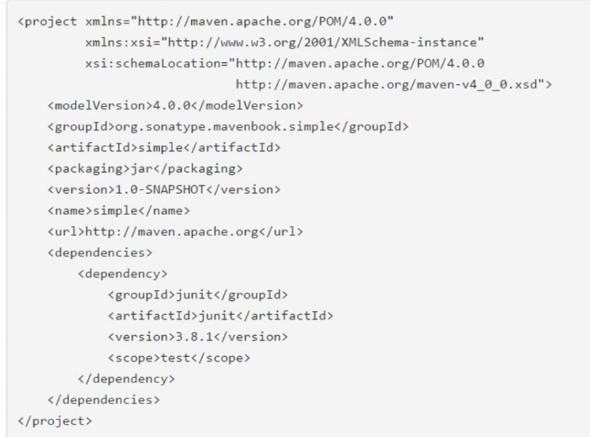 <project xmlns="http://maven.apache.org/POM/4.0.0"
         xmlns:xsi="http://www.w3.org/2001/XMLSchema-instance"
         xsi:schemaLocation="http://maven.apache.org/POM/4.0.0
                             http://maven.apache.org/maven-v4_0_0.xsd">
    <modelVersion>4.0.0</modelVersion>
    <groupId>org.sonatype.mavenbook.simple</groupId>
    <artifactId>simple</artifactId>
    <packaging>jar</packaging>
    <version>1.0-SNAPSHOT</version>
    <name>simple</name>
    <url>http://maven.apache.org</url>
    <dependencies>
        <dependency>
            <groupId>junit</groupId>
            <artifactId>junit</artifactId>
            <version>3.8.1</version>
            <scope>test</scope>
        </dependency>
    </dependencies>
</project>